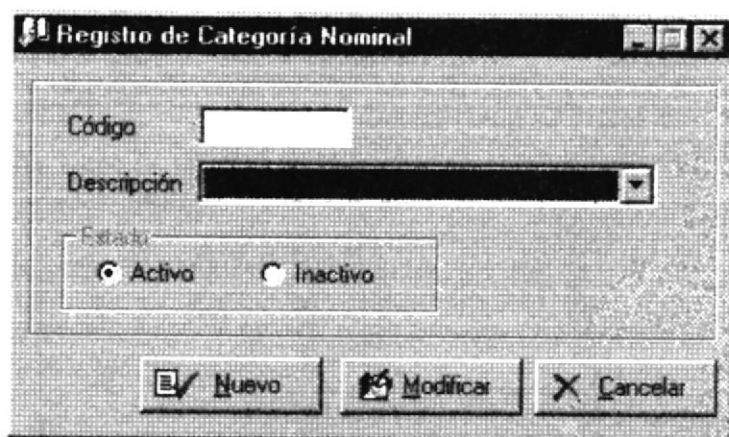 Registro de Categoría Nominal
Código
Descripción
Estado
Activo Inactivo
Nuevo Modificar Cancelar